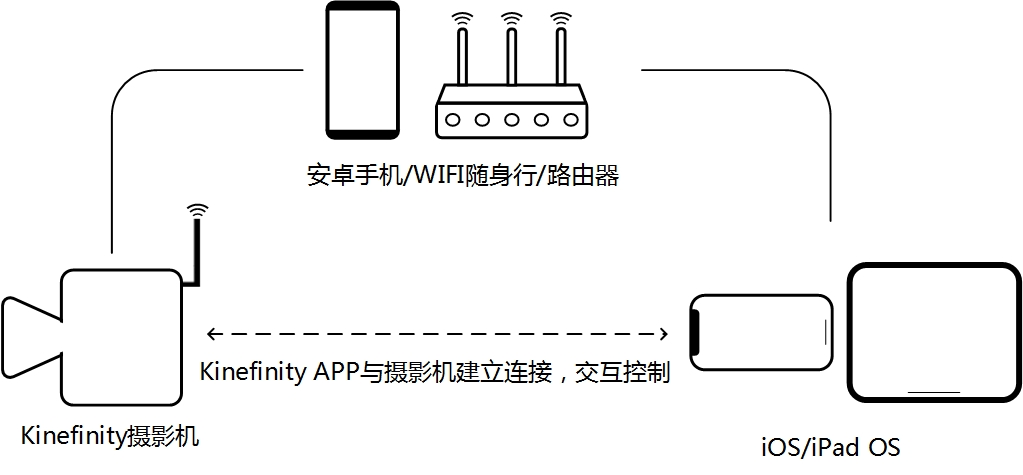 安卓手机/WIFI随身行/路由器
Kinefinity APP与摄影机建立连接，交互控制
Kinefinity摄影机
iOS/iPad OS